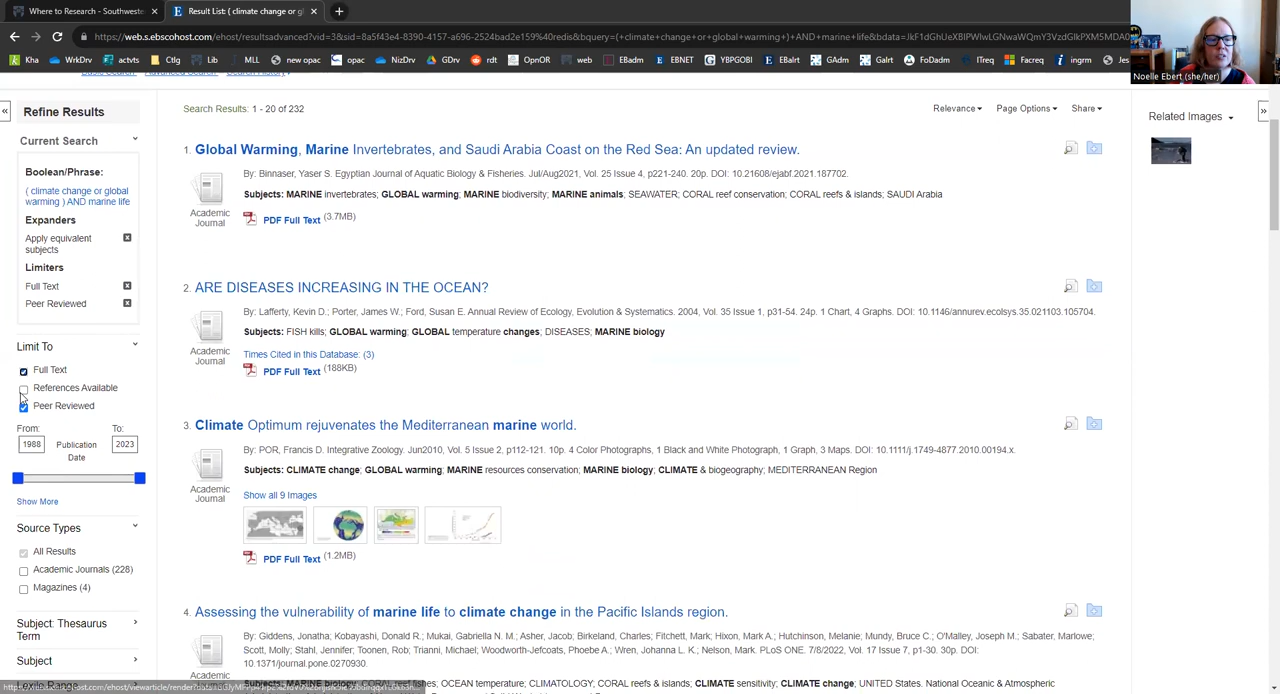 Where to Research - Southweste
Result List: ( climate change or gl
https://web.s.ebscohost.com/ehost/resultsadvanced?vid=3&sid=8a5f43e4-8390-4157-a696-2524bad2e159%40redis&bquery=(+climate+change+or+global+warming+)+AND+marine+life&bdata=
Kha WrkDrv actvts Ctlg Lib MLL new opac opac NizDrv GDrv rdt OpnOR web EBadm EBNET YBPGOBI GAdm Galrt EBalrt FoDadm ITreq Facreq ingrm Jes
Noelle Ebert (she/her)
Basic Search Advanced Search Search History
Refine Results
Current Search
Boolean/Phrase:
( climate change or global
warming ) AND marine life
Expanders
Apply equivalent
subjects
Limiters
Full Text
Peer Reviewed
Limit To
Full Text
References Available
Peer Reviewed
From: To:
1988 Publication 2023
Date
Show More
Source Types
All Results
Academic Journals (228)
Magazines (4)
Subject: Thesaurus
Term
Subject
Search Results: 1 - 20 of 232
Relevance Page Options Share
1. Global Warming, Marine Invertebrates, and Saudi Arabia Coast on the Red Sea: An updated review.
By: Binnaser, Yaser S. Egyptian Journal of Aquatic Biology & Fisheries. Jul/Aug2021, Vol. 25 Issue 4, p221-240. 20p. DOI: 10.21608/ejabf.2021.187702.
Subjects: MARINE invertebrates; GLOBAL warming; MARINE biodiversity; MARINE animals; SEAWATER; CORAL reef conservation; CORAL reefs & islands; SAUDI Arabia
Academic
Journal
PDF Full Text (3.7MB)
2. ARE DISEASES INCREASING IN THE OCEAN?
By: Lafferty, Kevin D.; Porter, James W.; Ford, Susan E. Annual Review of Ecology, Evolution & Systematics. 2004, Vol. 35 Issue 1, p31-54. 24p. 1 Chart, 4 Graphs. DOI: 10.1146/annurev.ecolsys.35.021103.105704.
Subjects: FISH kills; GLOBAL warming; GLOBAL temperature changes; DISEASES; MARINE biology
Academic
Journal
Times Cited in this Database: (3)
PDF Full Text (188KB)
3. Climate Optimum rejuvenates the Mediterranean marine world.
By: POR, Francis D. Integrative Zoology. Jun2010, Vol. 5 Issue 2, p112-121. 10p. 4 Color Photographs, 1 Black and White Photograph, 1 Graph, 3 Maps. DOI: 10.1111/j.1749-4877.2010.00194.x.
Subjects: CLIMATE change; GLOBAL warming; MARINE resources conservation; MARINE biology; CLIMATE & biogeography; MEDITERRANEAN Region
Academic
Journal
Show all 9 Images
PDF Full Text (1.2MB)
4. Assessing the vulnerability of marine life to climate change in the Pacific Islands region.
By: Giddens, Jonatha; Kobayashi, Donald R.; Mukai, Gabriella N. M.; Asher, Jacob; Birkeland, Charles; Fitchett, Mark; Hixon, Mark A.; Hutchinson, Melanie; Mundy, Bruce C.; O'Malley, Joseph M.; Sabater, Marlowe;
Scott, Molly; Stahl, Jennifer; Toonen, Rob; Trianni, Michael; Woodworth-Jefcoats, Phoebe A.; Wren, Johanna L. K.; Nelson, Mark. PLoS ONE. 7/8/2022, Vol. 17 Issue 7, p1-30. 30p. DOI:
10.1371/journal.pone.0270930.
Academic
biology; CORAL reef fishes; OCEAN temperature; CLIMATOLOGY; CORAL reefs & islands; CLIMATE sensitivity; CLIMATE change; UNITED States. National Oceanic & Atmospheric
Related Images